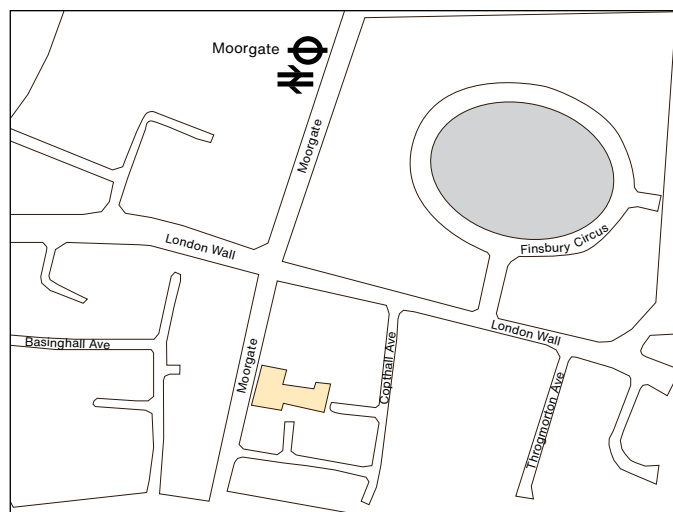 Moorgate
Moorgate
London Wall
Finsbury Circus
London Wall
Basinghall Ave
Moorgate
Copthall Ave
Throgmorton Ave